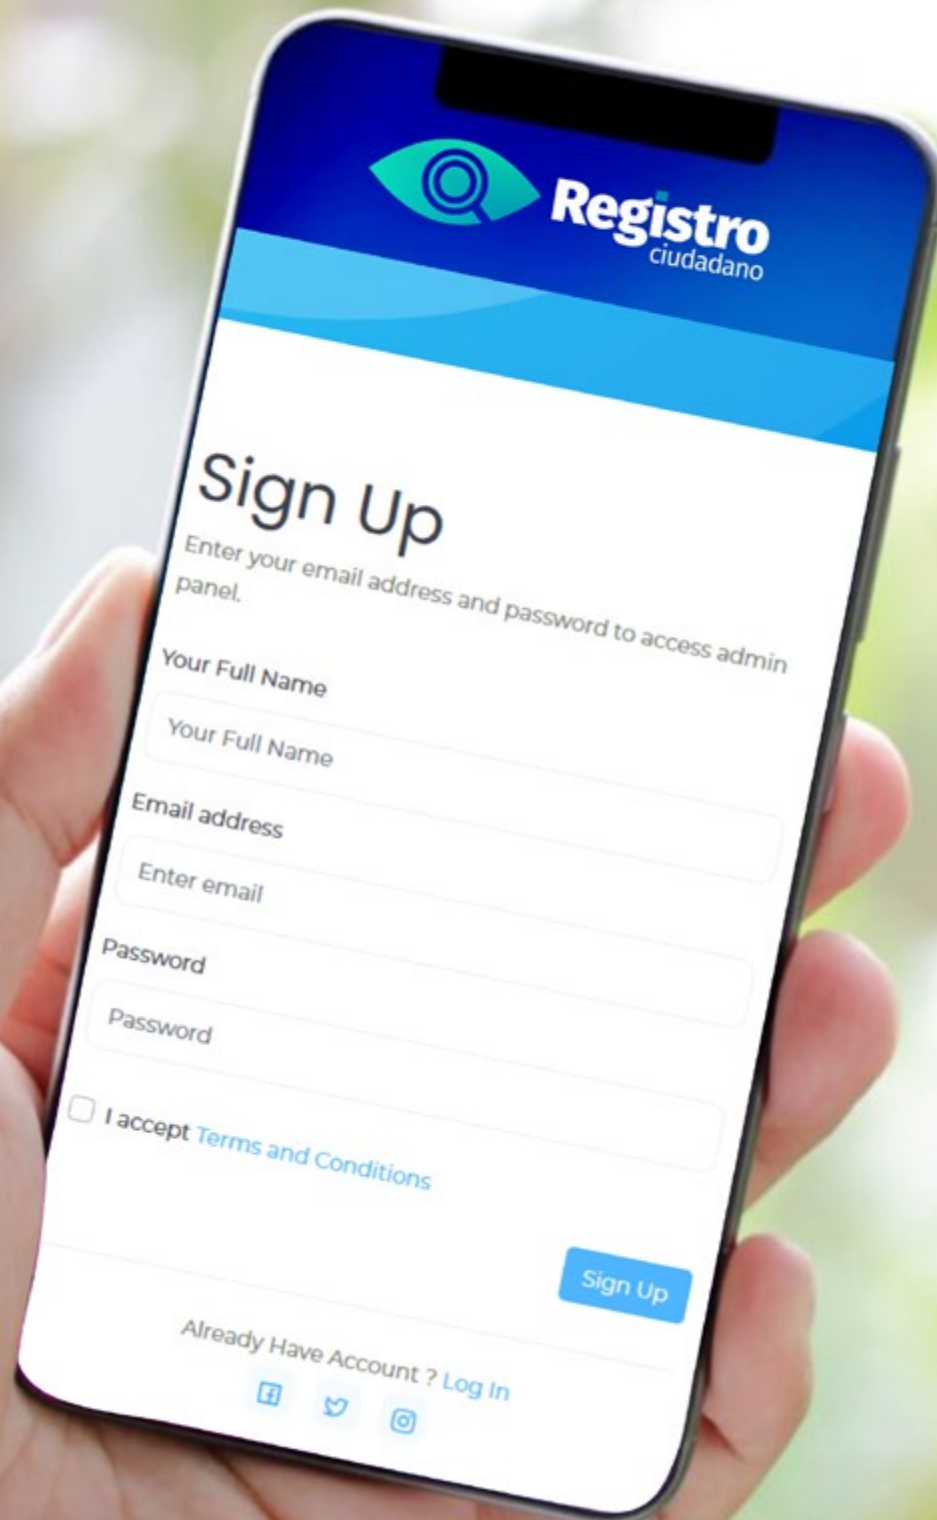 Registro
ciudadano
Sign Up
Enter your email address and password to access admin
panel.
Your Full Name
Your Full Name
Email address
Enter email
Password
Password
I accept Terms and Conditions
Sign Up
Already Have Account ? Log In